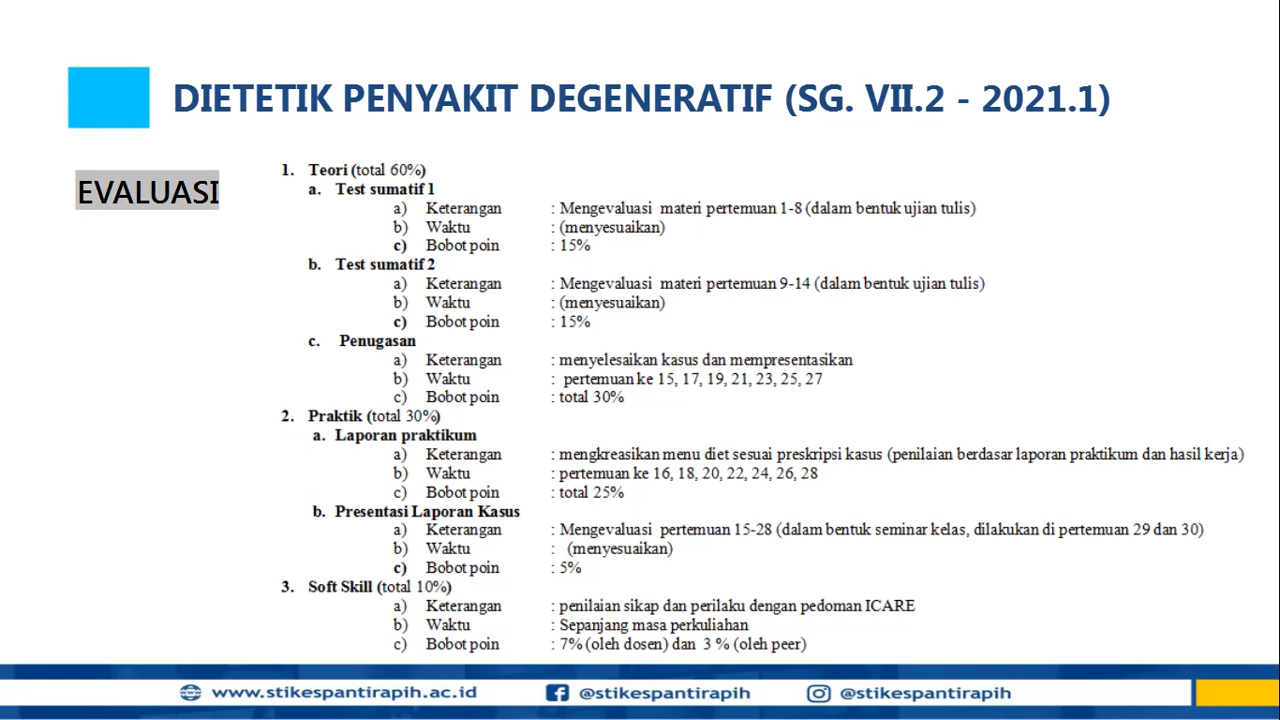 DIETETIK PENYAKIT DEGENERATIF (SG. VII.2 - 2021.1)
EVALUASI
1. Teori (total 60%)
a. Test sumatif 1
a) Keterangan : Mengevaluasi materi pertemuan 1-8 (dalam bentuk ujian tulis)
b) Waktu : (menyesuaikan)
c) Bobot poin : 15%
b. Test sumatif 2
a) Keterangan : Mengevaluasi materi pertemuan 9-14 (dalam bentuk ujian tulis)
b) Waktu : (menyesuaikan)
c) Bobot poin : 15%
c. Penugasan
a) Keterangan : menyelesaikan kasus dan mempresentasikan
b) Waktu : pertemuan ke 15, 17, 19, 21, 23, 25, 27
c) Bobot poin : total 30%
2. Praktik (total 30%)
a. Laporan praktikum
a) Keterangan : mengkreasikan menu diet sesuai preskripsi kasus (penilaian berdasar laporan praktikum dan hasil kerja)
b) Waktu : pertemuan ke 16, 18, 20, 22, 24, 26, 28
c) Bobot poin : total 25%
b. Presentasi Laporan Kasus
a) Keterangan : Mengevaluasi pertemuan 15-28 (dalam bentuk seminar kelas, dilakukan di pertemuan 29 dan 30)
b) Waktu : (menyesuaikan)
c) Bobot poin : 5%
3. Soft Skill (total 10%)
a) Keterangan : penilaian sikap dan perilaku dengan pedoman ICARE
b) Waktu : Sepanjang masa perkuliahan
c) Bobot poin : 7% (oleh dosen) dan 3 % (oleh peer)
www.stikespantirapih.ac.id @stikespantirapih @stikespantirapih